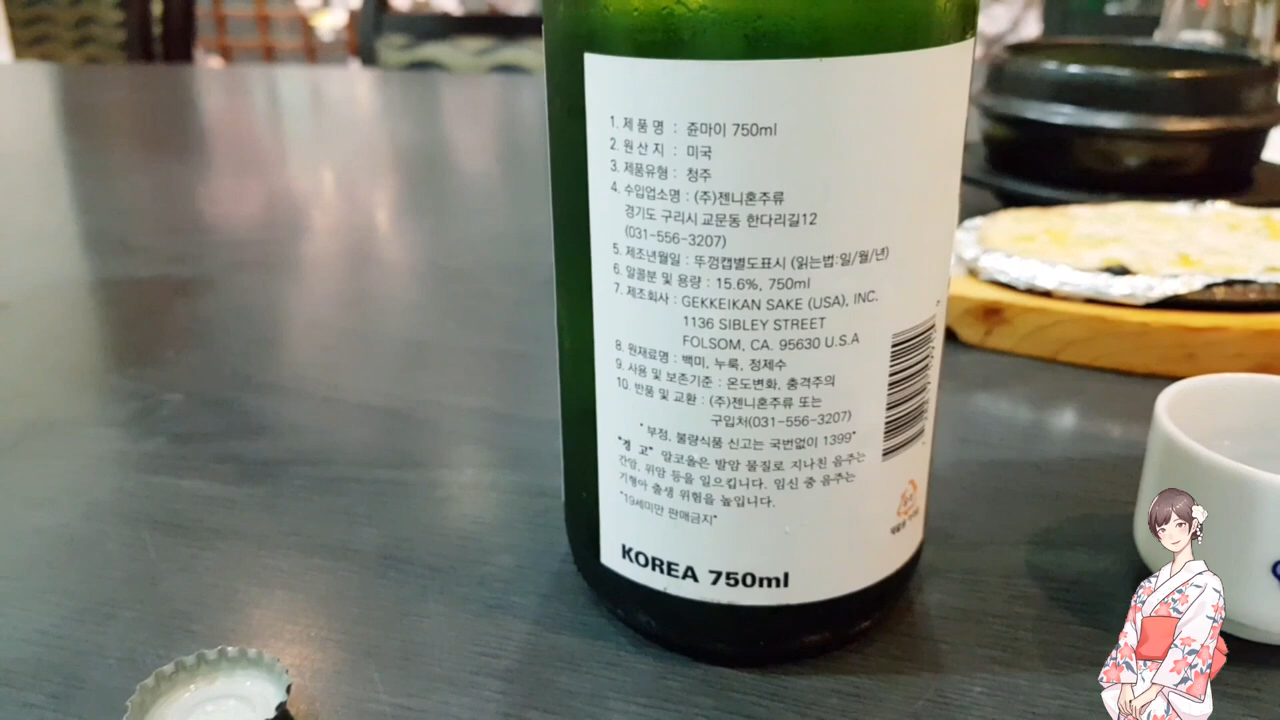 1. 제 품 명 : 쥰마이 750ml
2. 원 산 지 : 미국
3. 제품유형 : 청주
4. 수입업소명 : (주)젠니혼주류
경기도 구리시 교문동 한다리길12
(031-556-3207)
5. 제조년월일 : 뚜껑캡별도표시 (읽는법:일/월/년)
6. 알콜분 및 용량 : 15.6%, 750ml
7. 제조회사 : GEKKEIKAN SAKE (USA), INC.
1136 SIBLEY STREET
FOLSOM, CA. 95630 U.S.A
8. 원재료명 : 백미, 누룩, 정제수
9. 사용 및 보존기준 : 온도변화, 충격주의
10. 반품 및 교환 : (주)젠니혼주류 또는
구입처(031-556-3207)
"부정, 불량식품 신고는 국번없이 1399"
"경 고" 알코올은 발암 물질로 지나친 음주는
간암, 위암 등을 일으킵니다. 임신 중 음주는
기형아 출생 위험을 높입니다.
"19세미만 판매금지"
KOREA 750ml